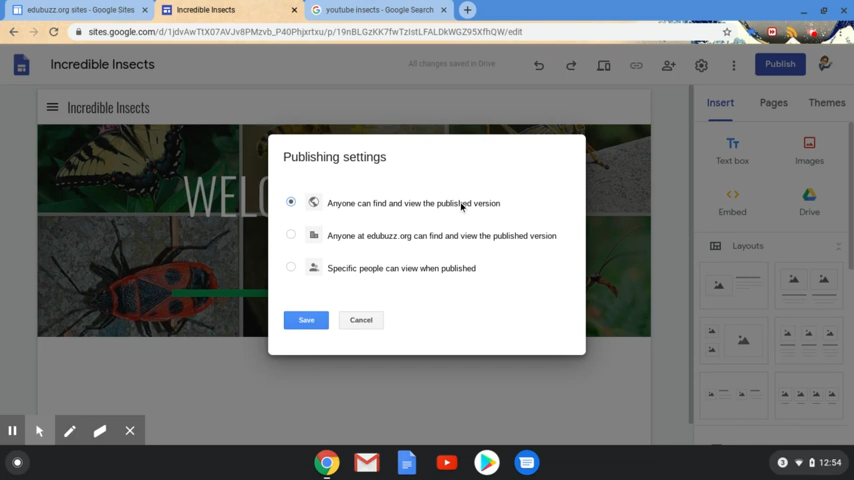 edubuzz.org sites - Google Sites
Incredible Insects
youtube insects - Google Search
sites.google.com/d/1jdvAwTtX07AVJv8PMzvb_P40Phjxrtxu/p/19nBLGzKK7fwTzIstLFALDkWGZ95XfhQW/edit
Incredible Insects
All changes saved in Drive
Publish
Incredible Insects
Insert
Pages
Themes
Text box
Images
Embed
Drive
Layouts
WELC
Publishing settings
Anyone can find and view the published version
Anyone at edubuzz.org can find and view the published version
Specific people can view when published
Save
Cancel
3
12:54